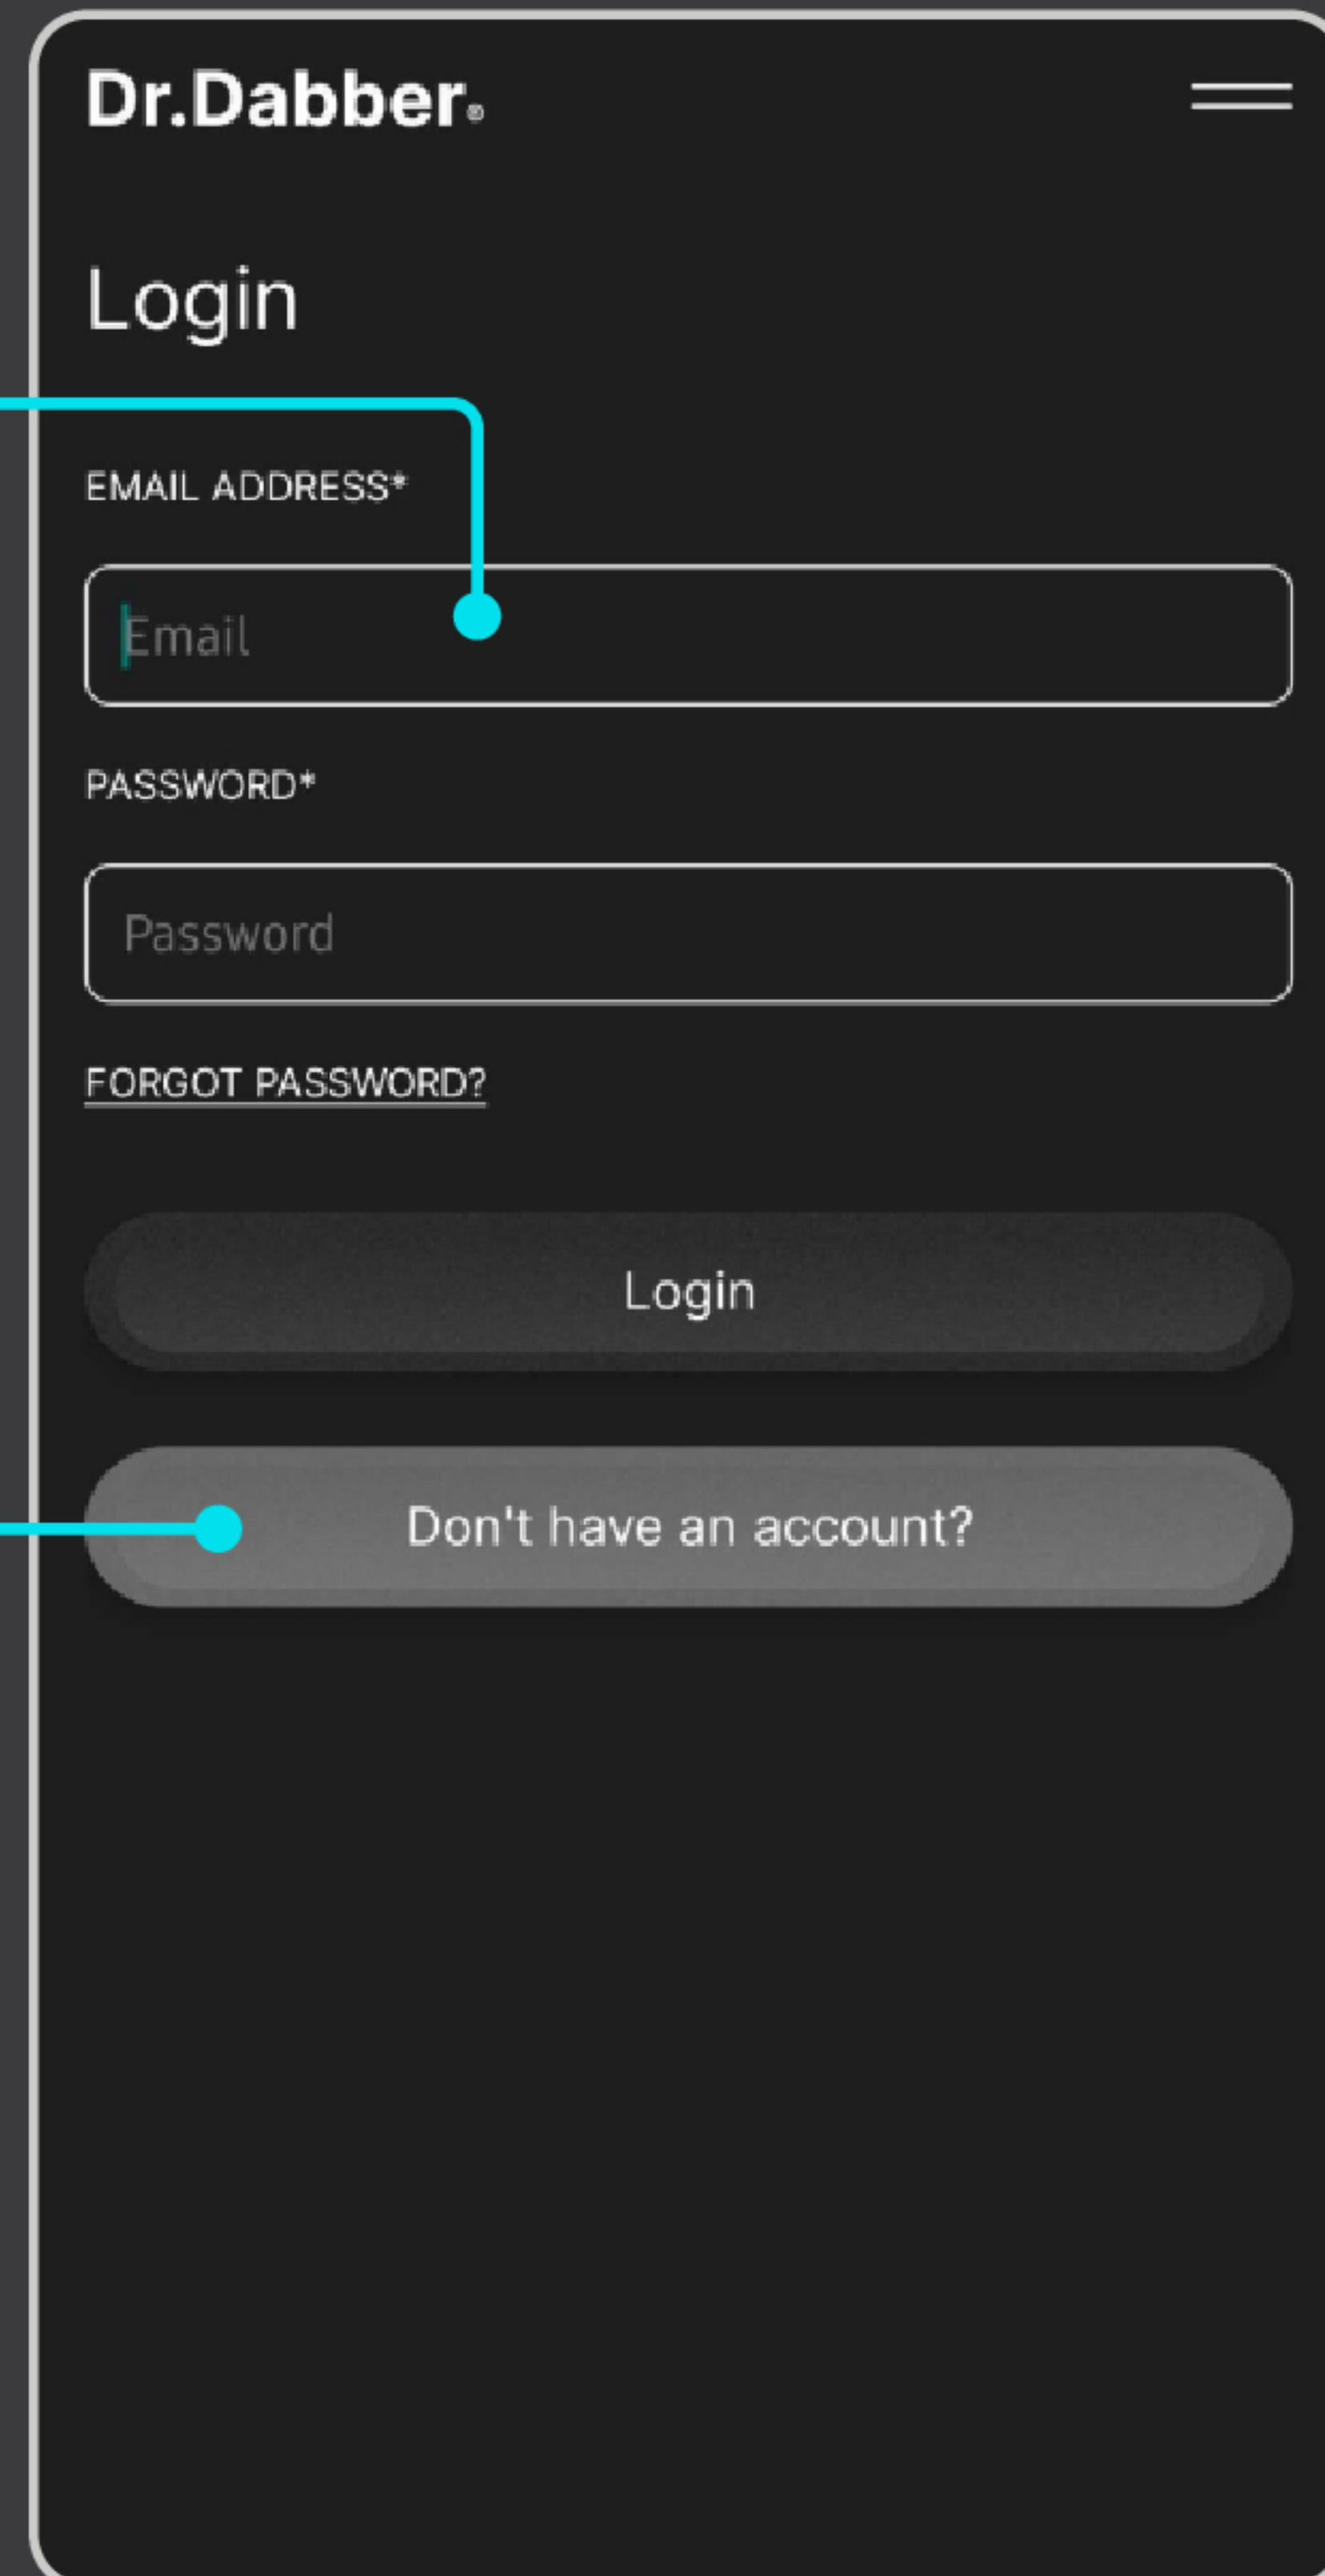 Dr.Dabber®
Login
EMAIL ADDRESS*
Email
PASSWORD*
Password
FORGOT PASSWORD?
Login
Don't have an account?